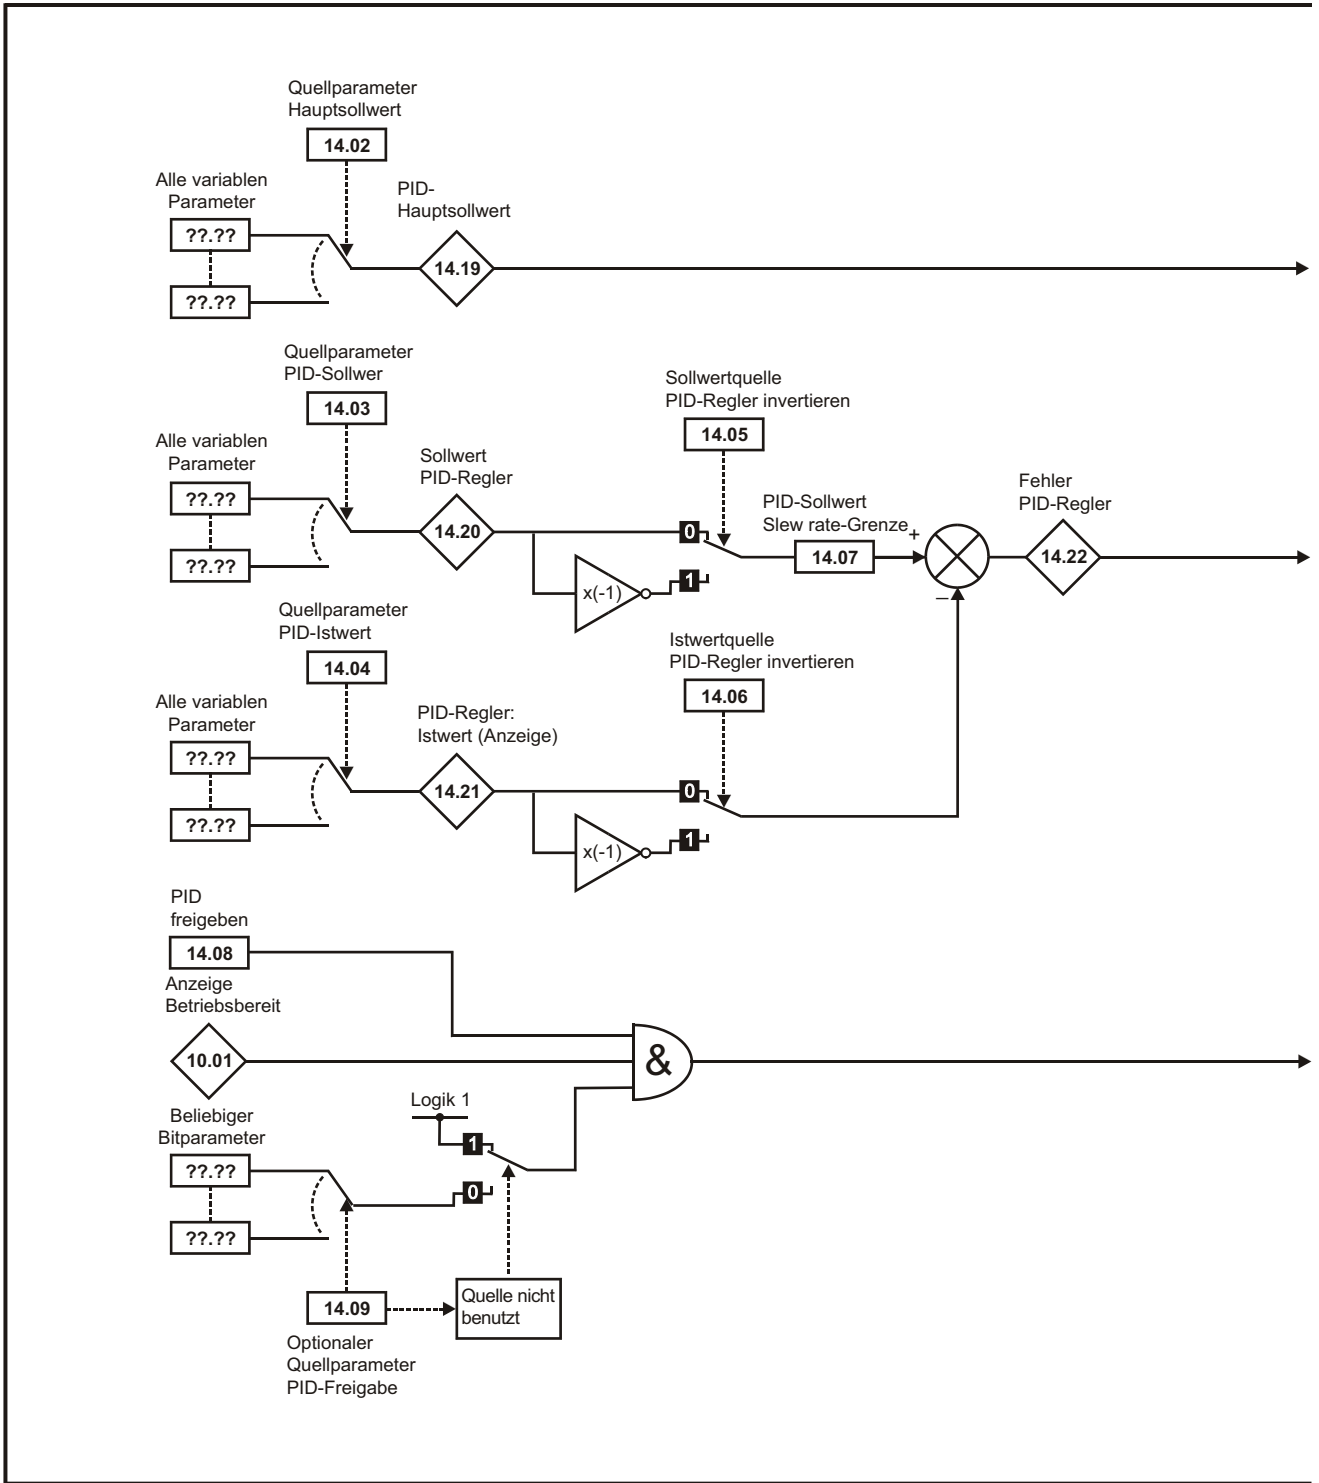 Quellparameter
Hauptsollwert
14.02
Alle variablen
Parameter
??.??
??.??
PID-
Hauptsollwert
14.19
Quellparameter
PID-Sollwer
14.03
Alle variablen
Parameter
??.??
??.??
Sollwert
PID-Regler
14.20
x(-1)
Sollwertquelle
PID-Regler invertieren
14.05
0
1
PID-Sollwert
Slew rate-Grenze
14.07
+
–
Fehler
PID-Regler
14.22
Quellparameter
PID-Istwert
14.04
Alle variablen
Parameter
??.??
??.??
PID-Regler:
Istwert (Anzeige)
14.21
x(-1)
Istwertquelle
PID-Regler invertieren
14.06
0
1
PID
freigeben
14.08
Anzeige
Betriebsbereit
10.01
&
Logik 1
1
0
Beliebiger
Bitparameter
??.??
??.??
14.09
Quelle nicht
benutzt
Optionaler
Quellparameter
PID-Freigabe